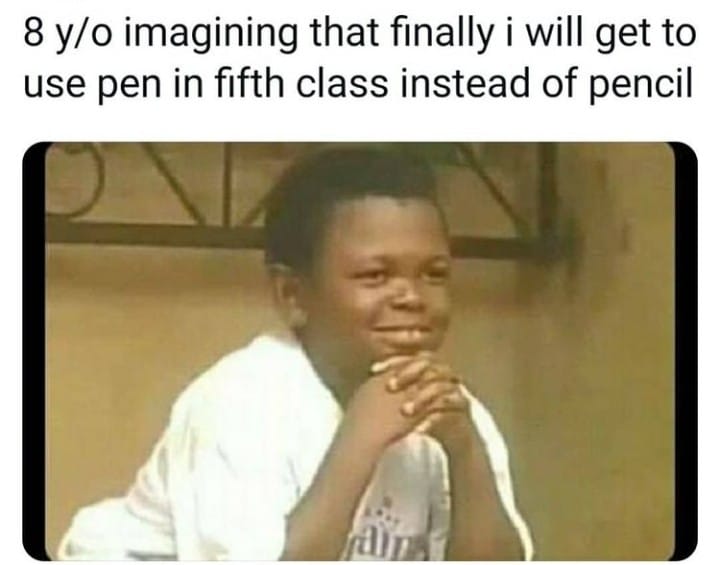 8 y/o imagining that finally i will get to
use pen in fifth class instead of pencil